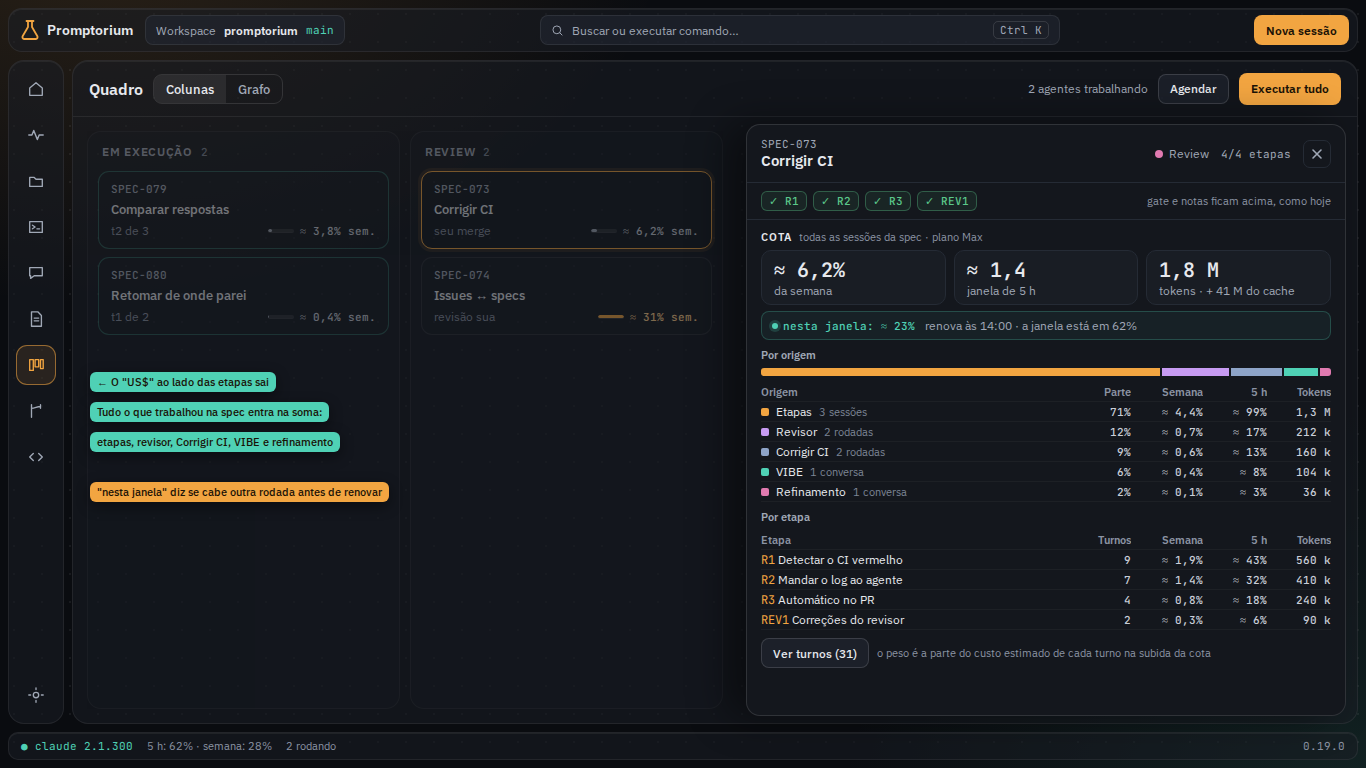 Promptorium
Workspace promptorium main
Buscar ou executar comando... Ctrl K
Nova sessão
Quadro Colunas Grafo
2 agentes trabalhando Agendar Executar tudo
EM EXECUÇÃO 2
SPEC-079
Comparar respostas
t2 de 3 ≈ 3,8% sem.
SPEC-080
Retomar de onde parei
t1 de 2 ≈ 0,4% sem.
← O "US$" ao lado das etapas sai
Tudo o que trabalhou na spec entra na soma:
etapas, revisor, Corrigir CI, VIBE e refinamento
"nesta janela" diz se cabe outra rodada antes de renovar
REVIEW 2
SPEC-073
Corrigir CI
seu merge ≈ 6,2% sem.
SPEC-074
Issues ↔ specs
revisão sua ≈ 31% sem.
SPEC-073
Corrigir CI
Review 4/4 etapas
✓ R1 ✓ R2 ✓ R3 ✓ REV1 gate e notas ficam acima, como hoje
COTA todas as sessões da spec · plano Max
≈ 6,2%
da semana
≈ 1,4
janela de 5 h
1,8 M
tokens · + 41 M do cache
nesta janela: ≈ 23% renova às 14:00 · a janela está em 62%
Por origem
Origem Parte Semana 5 h Tokens
Etapas 3 sessões 71% ≈ 4,4% ≈ 99% 1,3 M
Revisor 2 rodadas 12% ≈ 0,7% ≈ 17% 212 k
Corrigir CI 2 rodadas 9% ≈ 0,6% ≈ 13% 160 k
VIBE 1 conversa 6% ≈ 0,4% ≈ 8% 104 k
Refinamento 1 conversa 2% ≈ 0,1% ≈ 3% 36 k
Por etapa
Etapa Turnos Semana 5 h Tokens
R1 Detectar o CI vermelho 9 ≈ 1,9% ≈ 43% 560 k
R2 Mandar o log ao agente 7 ≈ 1,4% ≈ 32% 410 k
R3 Automático no PR 4 ≈ 0,8% ≈ 18% 240 k
REV1 Correções do revisor 2 ≈ 0,3% ≈ 6% 90 k
Ver turnos (31) o peso é a parte do custo estimado de cada turno na subida da cota
claude 2.1.300 5 h: 62% · semana: 28% 2 rodando
0.19.0